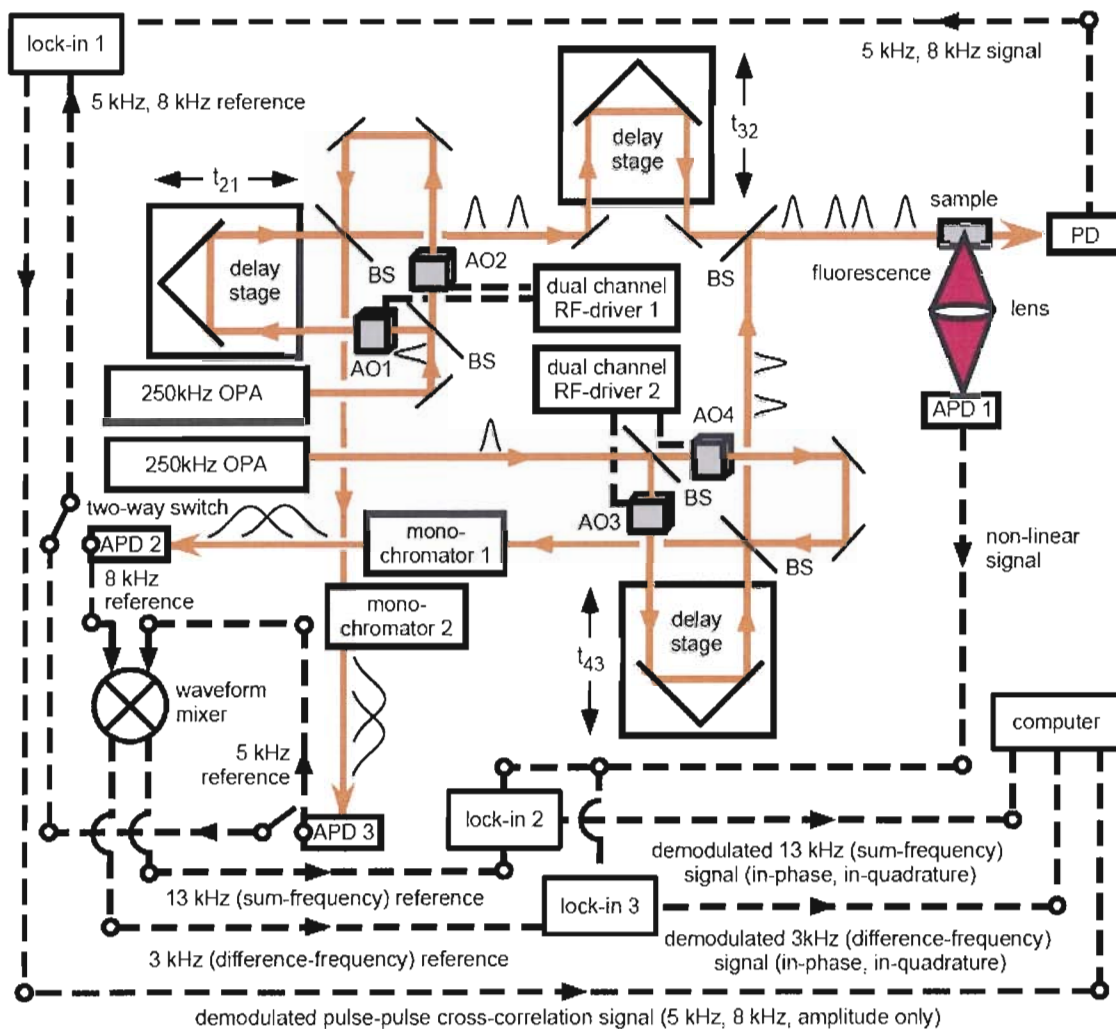 lock-in 1
5 kHz, 8 kHz signal
5 kHz, 8 kHz reference
delay
stage
t32
t21
delay
stage
BS
AO2
AO1
BS
dual channel
RF-driver 1
dual channel
RF-driver 2
BS
sample
PD
fluorescence
lens
APD 1
250kHz OPA
250kHz OPA
AO4
BS
AO3
BS
two-way switch
APD 2
mono-
chromator 1
non-linear
signal
8 kHz
reference
mono-
chromator 2
delay
stage
t43
waveform
mixer
computer
5 kHz
reference
APD 3
lock-in 2
demodulated 13 kHz (sum-frequency)
signal (in-phase, in-quadrature)
13 kHz (sum-frequency) reference
lock-in 3
demodulated 3kHz (difference-frequency)
signal (in-phase, in-quadrature)
3 kHz (difference-frequency) reference
demodulated pulse-pulse cross-correlation signal (5 kHz, 8 kHz, amplitude only)